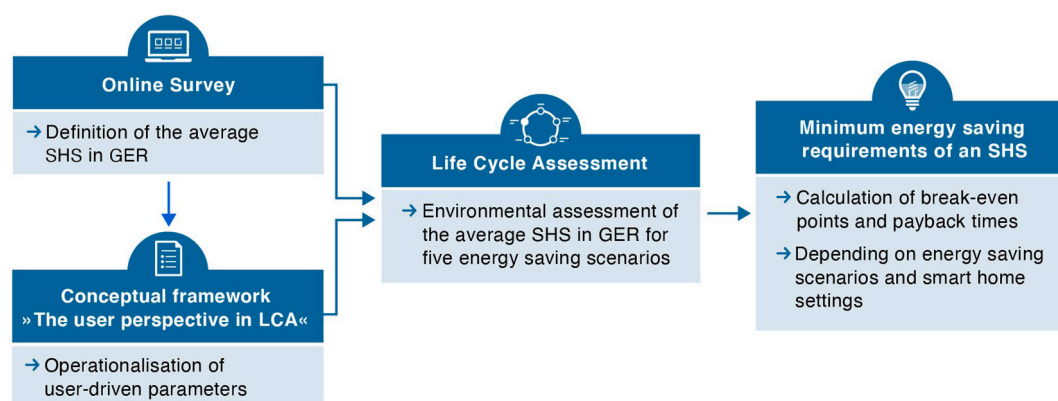 Online Survey
→ Definition of the average
SHS in GER
Conceptual framework
»The user perspective in LCA«
→ Operationalisation of
user-driven parameters
Life Cycle Assessment
→ Environmental assessment of
the average SHS in GER for
five energy saving scenarios
Minimum energy saving
requirements of an SHS
→ Calculation of break-even
points and payback times
→ Depending on energy saving
scenarios and smart home
settings